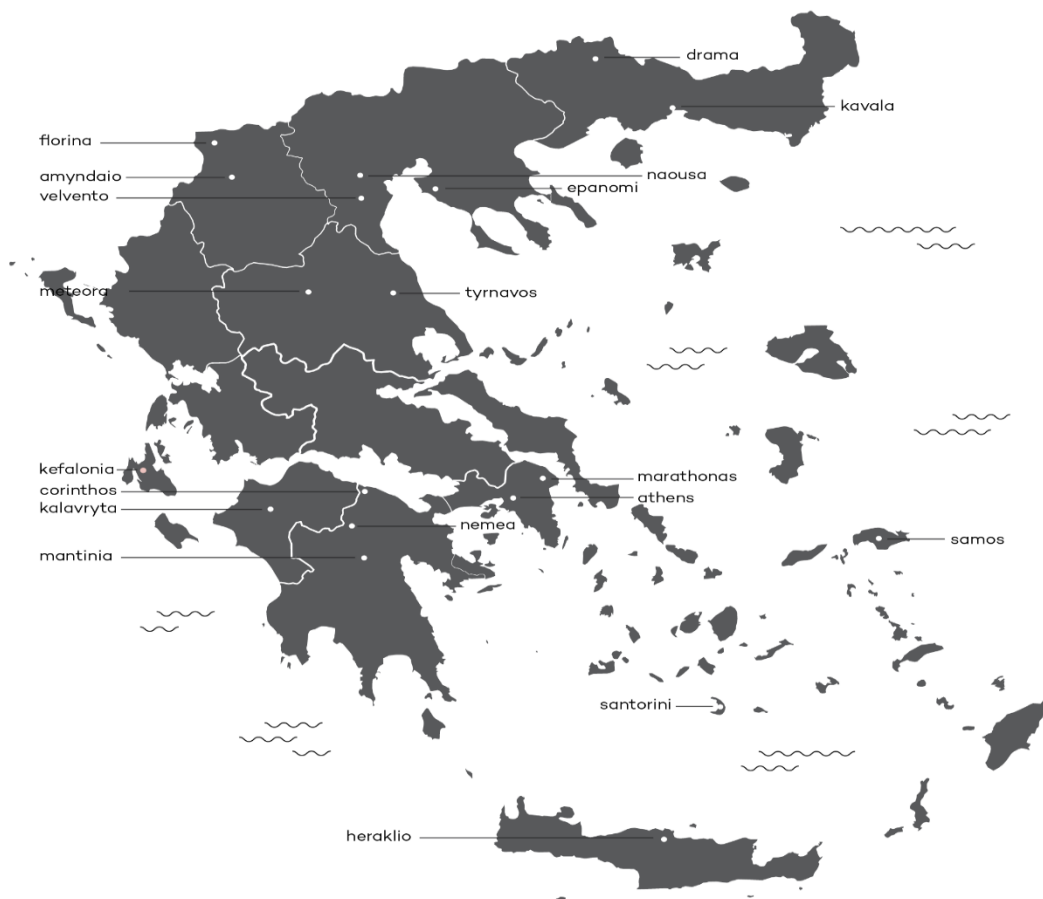 drama
kavala
florina
amyndaio
naousa
velvento
epanomi
meteora
tyrnavos
kefalonia
marathonas
corinthos
athens
kalavryta
nemea
mantinia
samos
santorini
heraklio